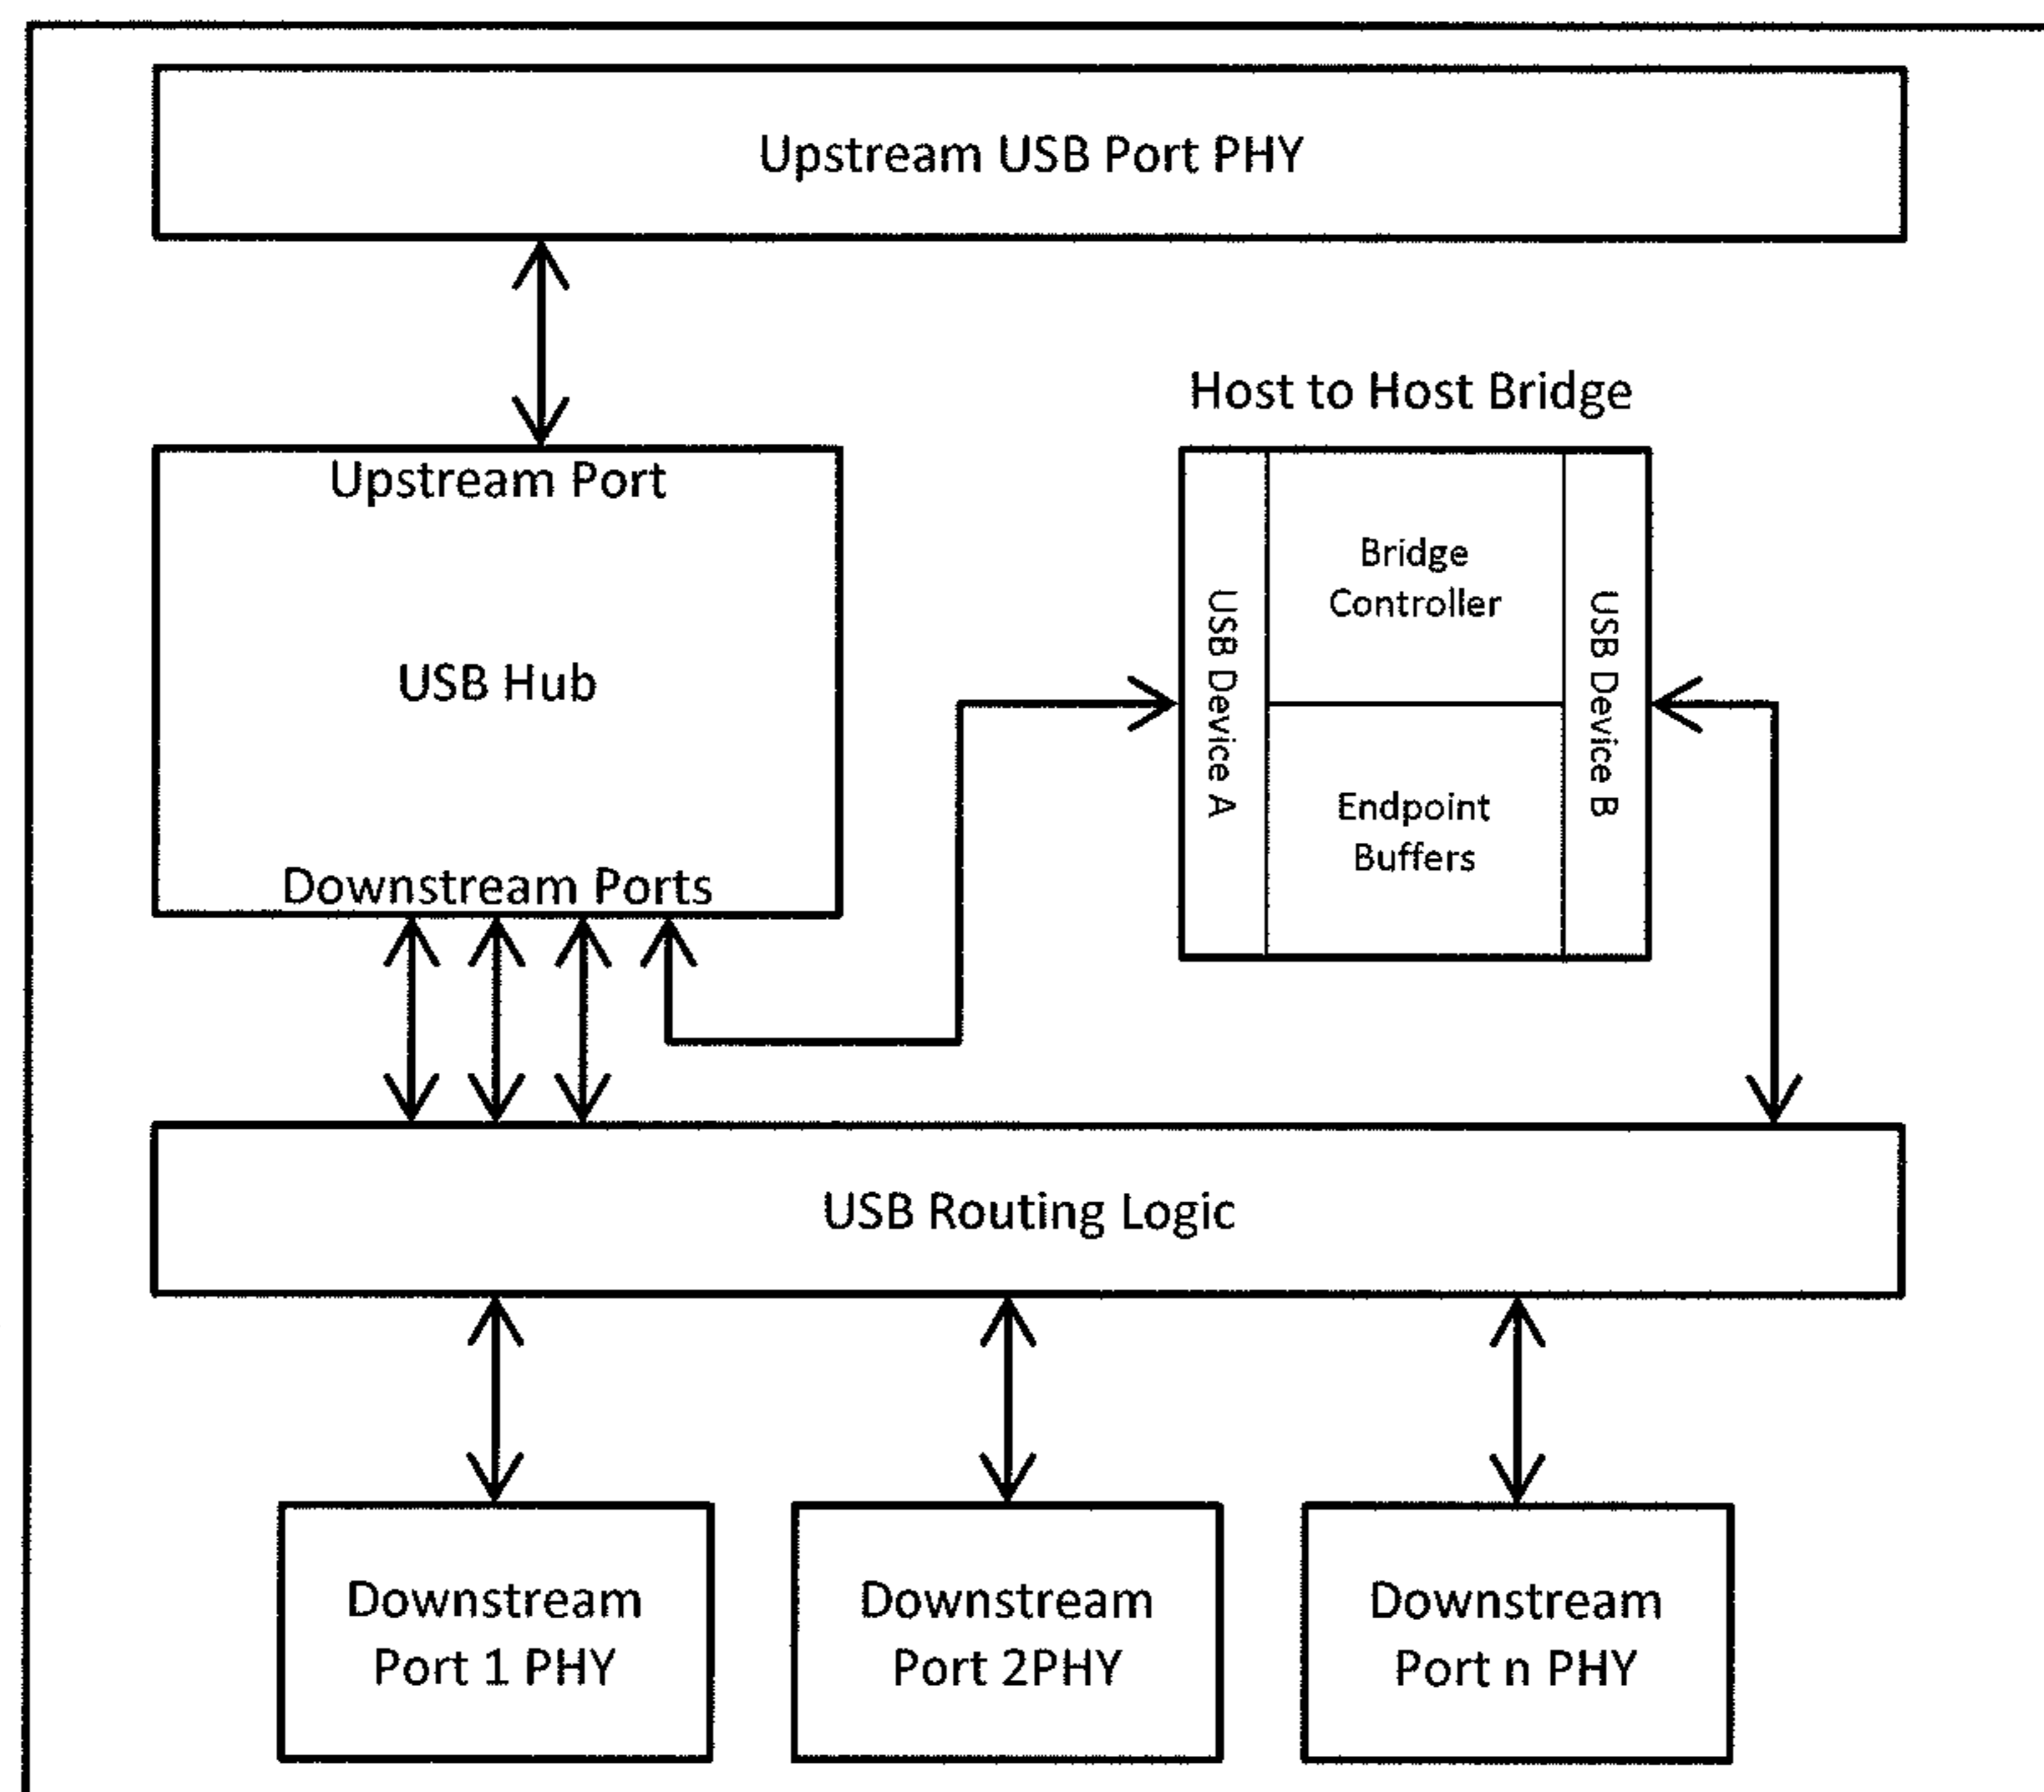 Upstream USB Port PHY
Host to Host Bridge
Upstream Port
USB Hub
Downstream Ports
USB Device A
Bridge
Controller
Endpoint
Buffers
USB Device B
USB Routing Logic
Downstream
Port 1 PHY
Downstream
Port 2PHY
Downstream
Port n PHY